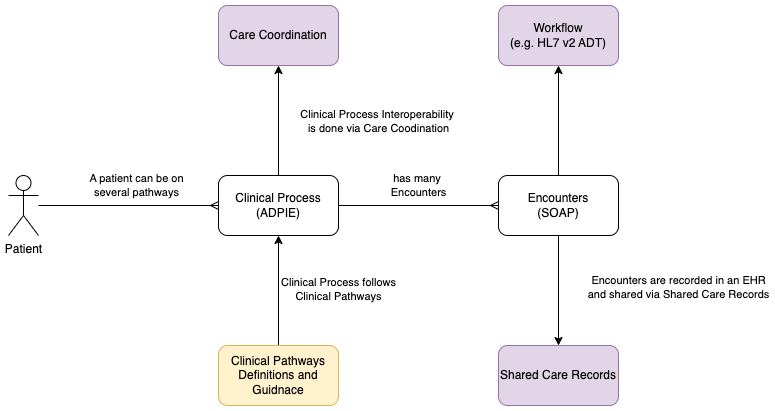 Care Coordination
Workflow
(e.g. HL7 v2 ADT)
Clinical Process Interoperability
is done via Care Coodination
A patient can be on
several pathways
has many
Encounters
Clinical Process
(ADPIE)
Encounters
(SOAP)
Patient
Clinical Process follows
Clinical Pathways
Encounters are recorded in an EHR
and shared via Shared Care Records
Clinical Pathways
Definitions and
Guidnace
Shared Care Records